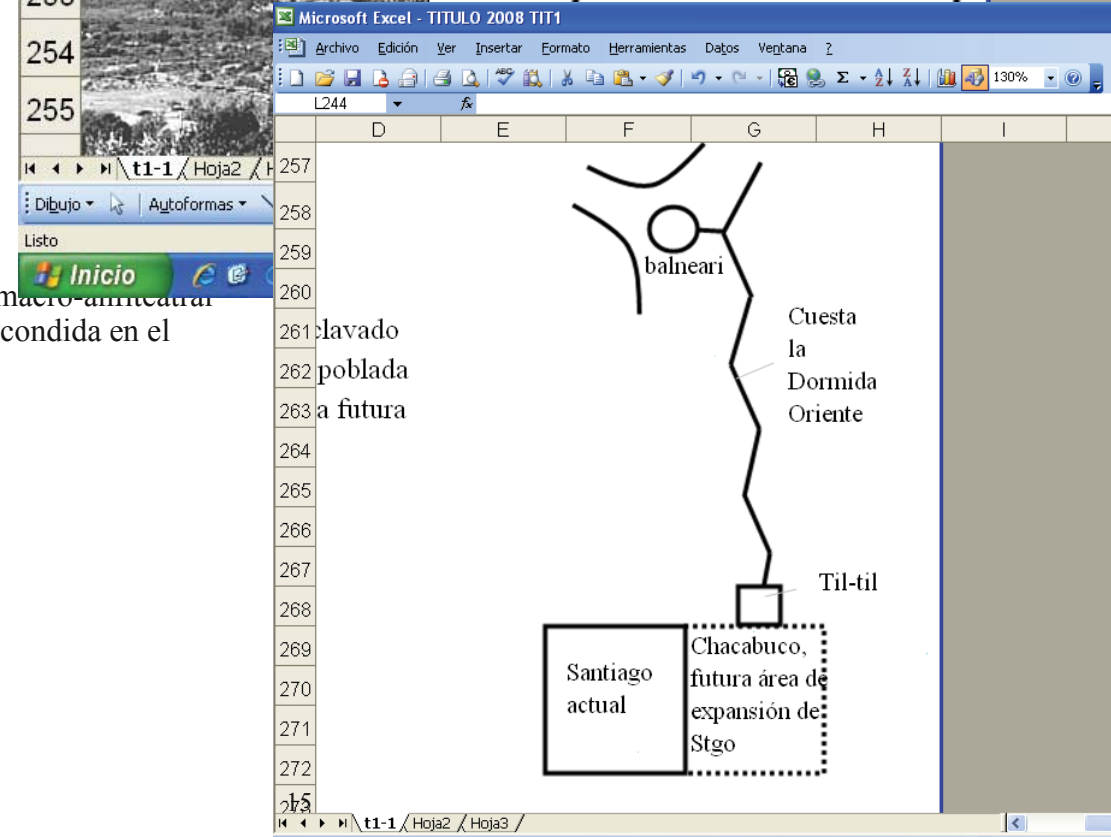 254
255
t1-1 / Hoja2
Dibujo Autoformas
Listo
Inicio
condida en el
Microsoft Excel - TITULO 2008 TIT1
Archivo Edición Ver Insertar Formato Herramientas Datos Ventana ?
ABC Σ 130%
L244 fx
D E F G H I
257
258
259
260
261 clavado
262 poblada
263 a futura
264
265
266
267
268
269
270
271
272
15
balneari
Cuesta
la
Dormida
Oriente
Til-til
Santiago
actual
Chacabuco,
futura área de
expansión de
Stgo
t1-1 / Hoja2 / Hoja3 /